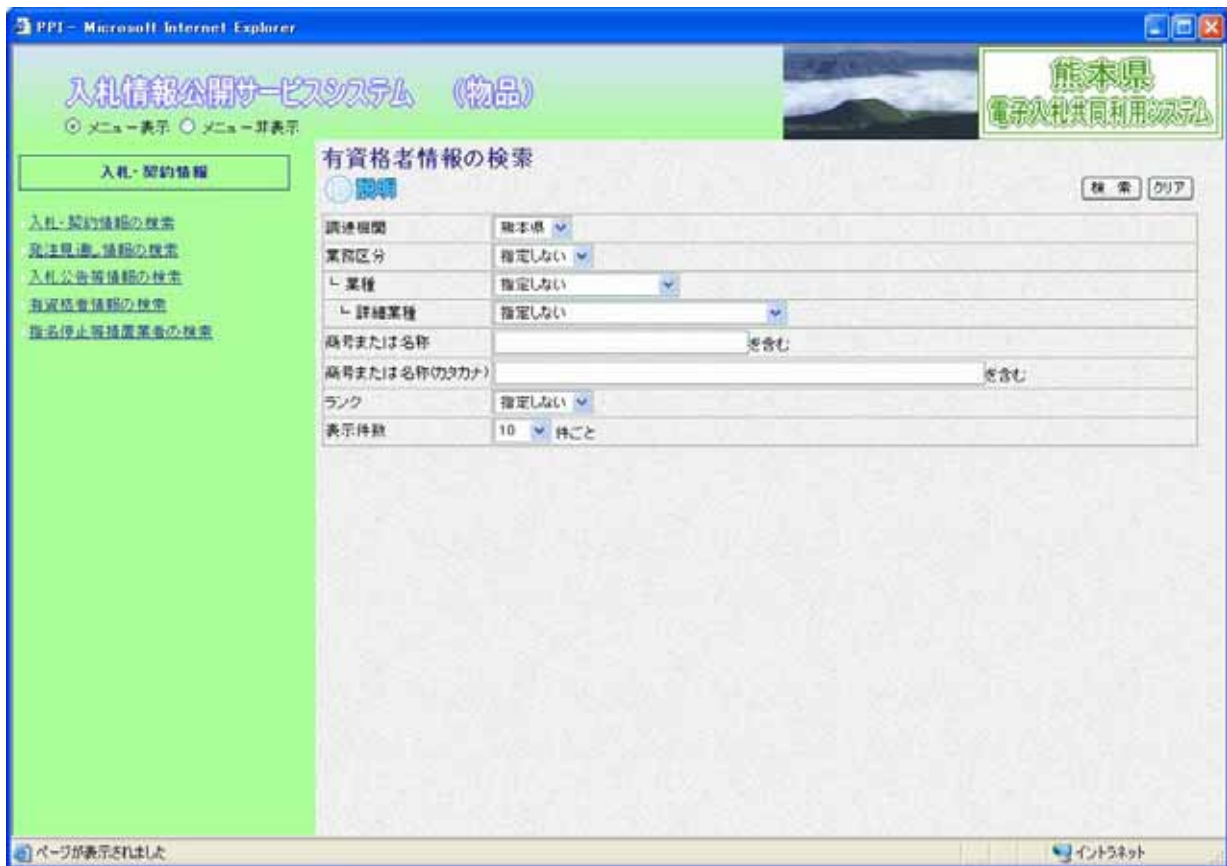 PPI - Microsoft Internet Explorer
入札情報公開サービスシステム (物品)
熊本県
電子入札共同利用システム
メニュー表示 メニュー非表示
入札・契約情報
入札・契約情報の検索
発注見通し情報の検索
入札公告等情報の検索
有資格者情報の検索
指名停止等措置業者の検索
有資格者情報の検索
説明
検 索 クリア
調達機関 熊本県
業務区分 指定しない
└ 業種 指定しない
└ 詳細業種 指定しない
商号または名称 を含む
商号または名称(カタカナ) を含む
ランク 指定しない
表示件数 10 件ごと
ページが表示されました イントラネット